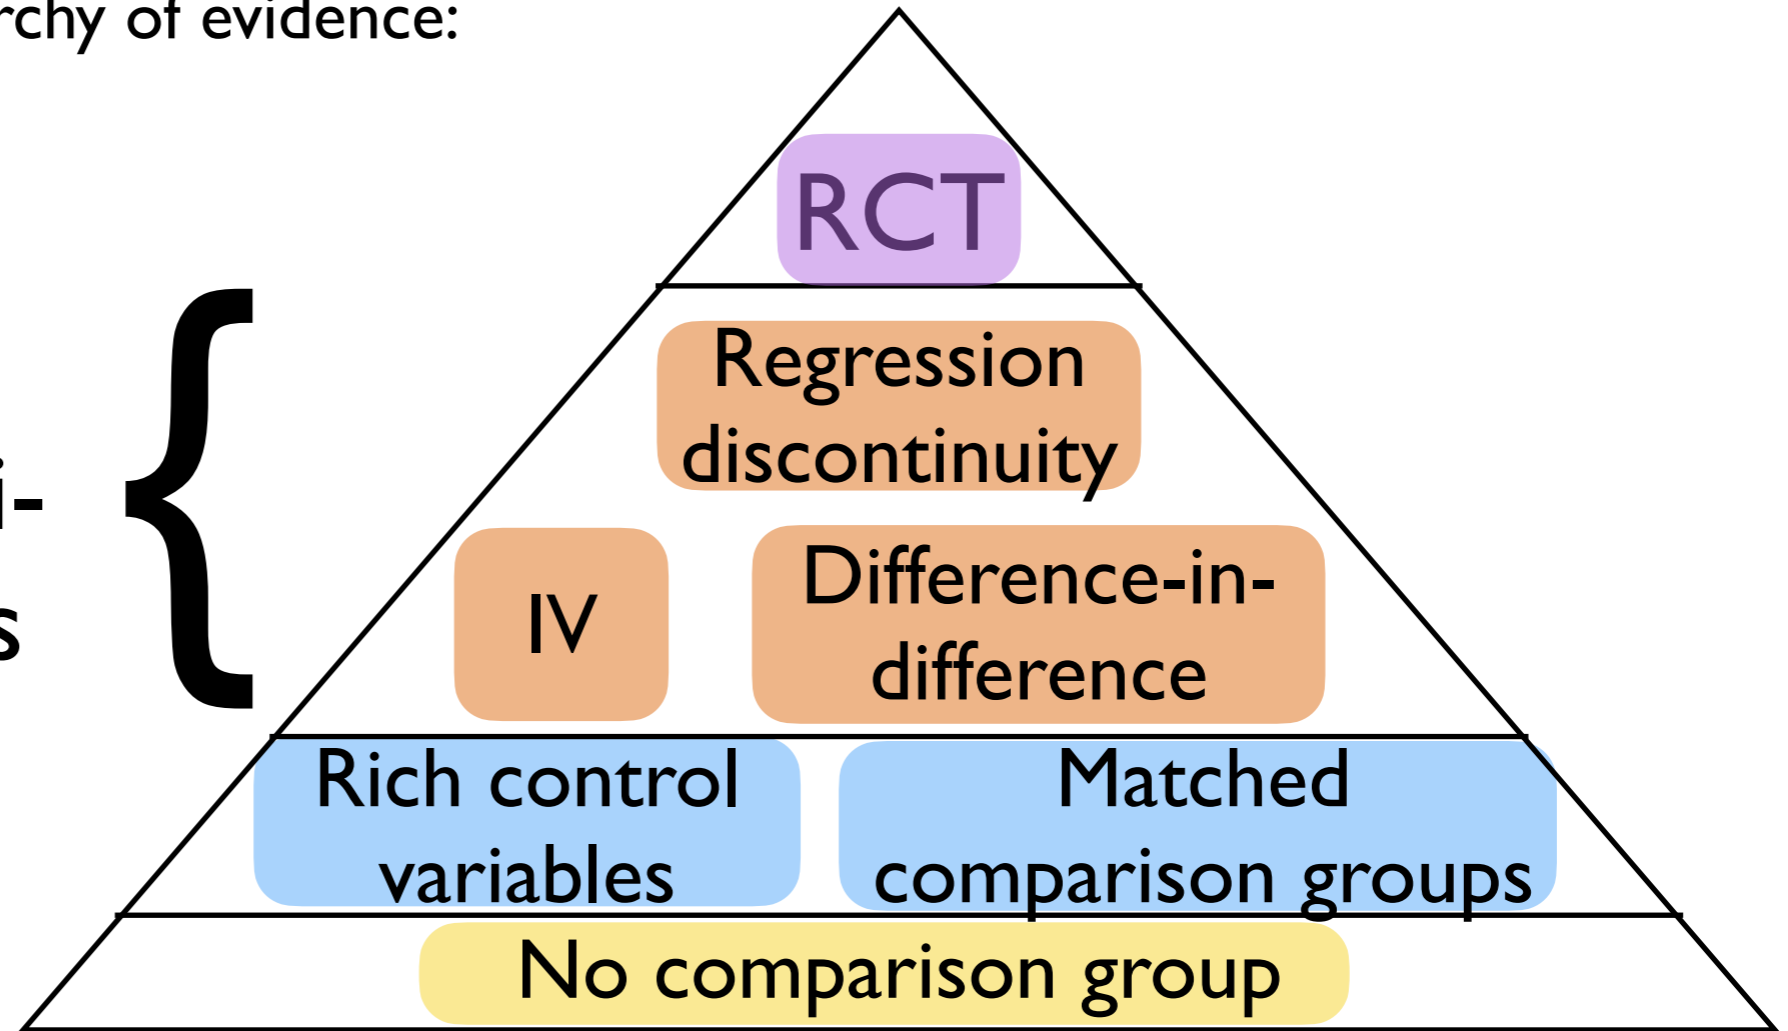 rchy of evidence:
RCT
Regression
discontinuity
i-
s
IV
Difference-in-
difference
Rich control
variables
Matched
comparison groups
No comparison group